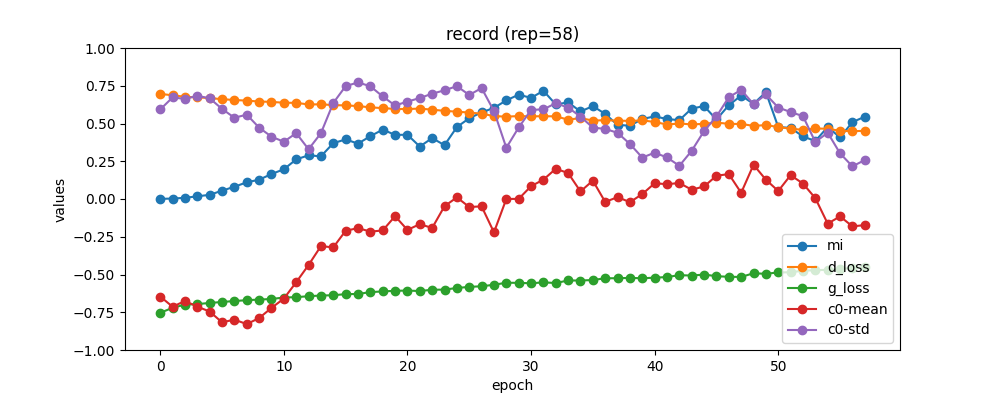 record (rep=58)
1.00
0.75
0.50
0.25
0.00
−0.25
−0.50
−0.75
−1.00
values
0
10
20
30
40
50
epoch
mi
d_loss
g_loss
c0-mean
c0-std